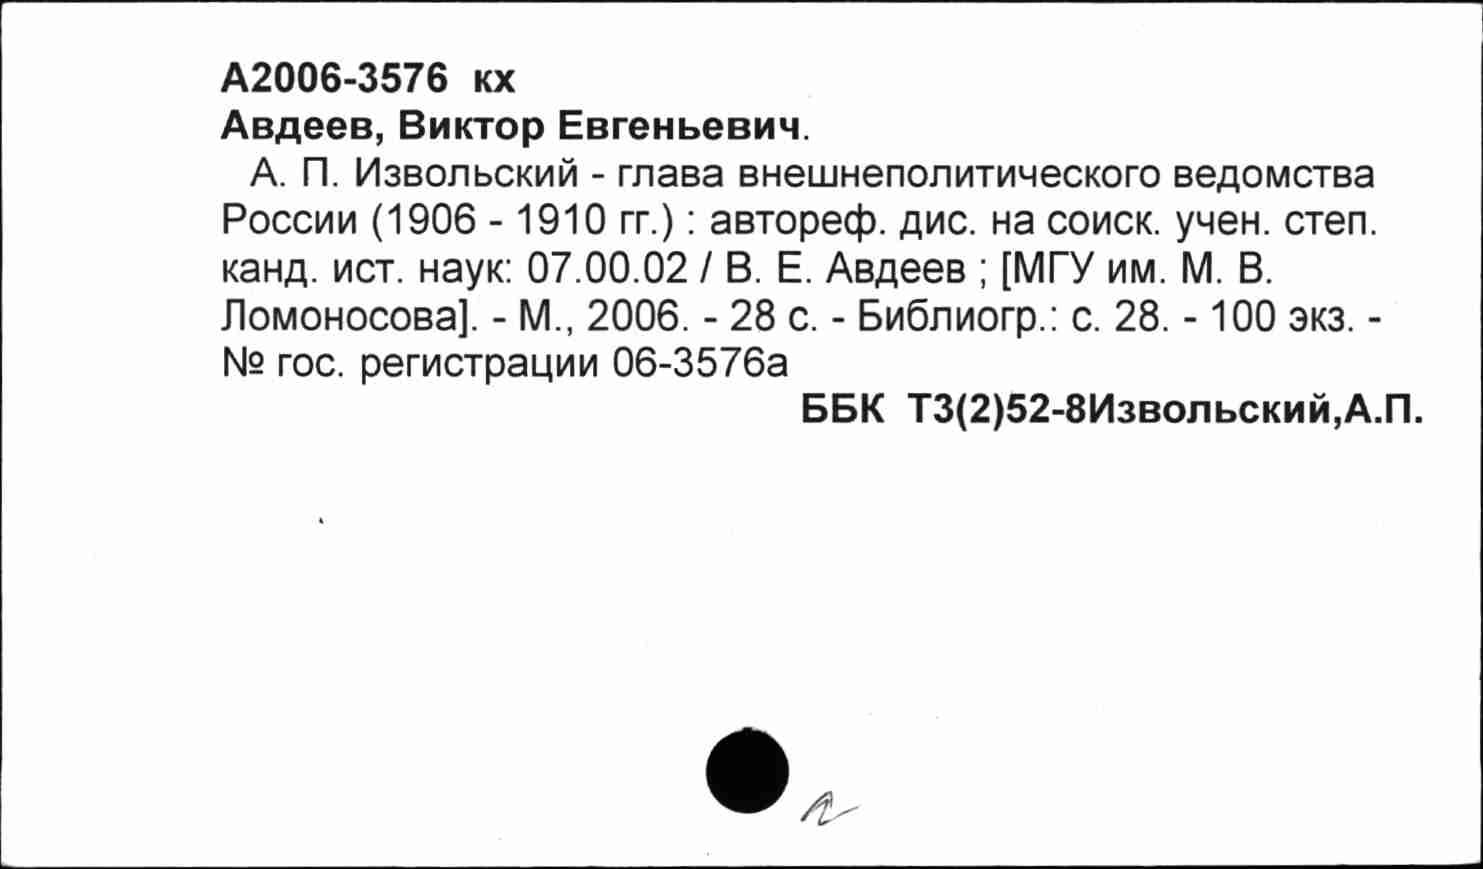 А2006-3576 кх
Авдеев, Виктор Евгеньевич.
А. П. Извольский - глава внешнеполитического ведомства
России (1906 - 1910 гг.) : автореф. дис. на соиск. учен. степ.
канд. ист. наук: 07.00.02 / В. Е. Авдеев ; [МГУ им. М. В.
Ломоносова]. - М., 2006. - 28 с. - Библиогр.: с. 28. - 100 экз. -
№ гос. регистрации 06-3576а
ББК Т3(2)52-8Извольский,А.П.